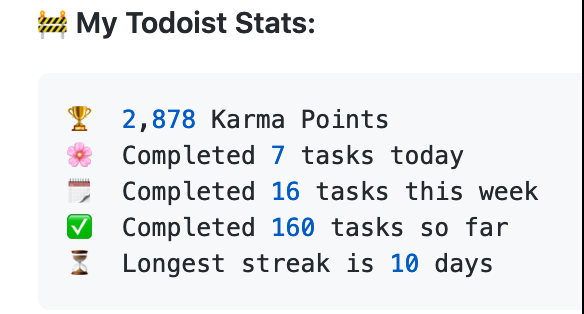 🚧 My Todoist Stats:
🏆 2,878 Karma Points
🌸 Completed 7 tasks today
🗓 Completed 16 tasks this week
✅ Completed 160 tasks so far
⏳ Longest streak is 10 days